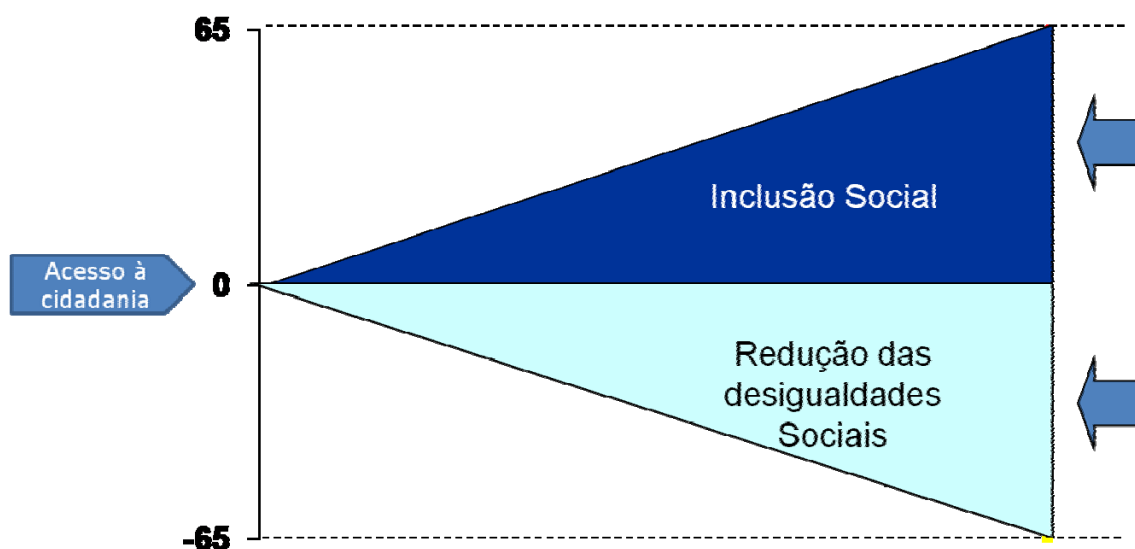 65
Inclusão Social
Acesso à
cidadania
0
Redução das
desigualdades
Sociais
-65